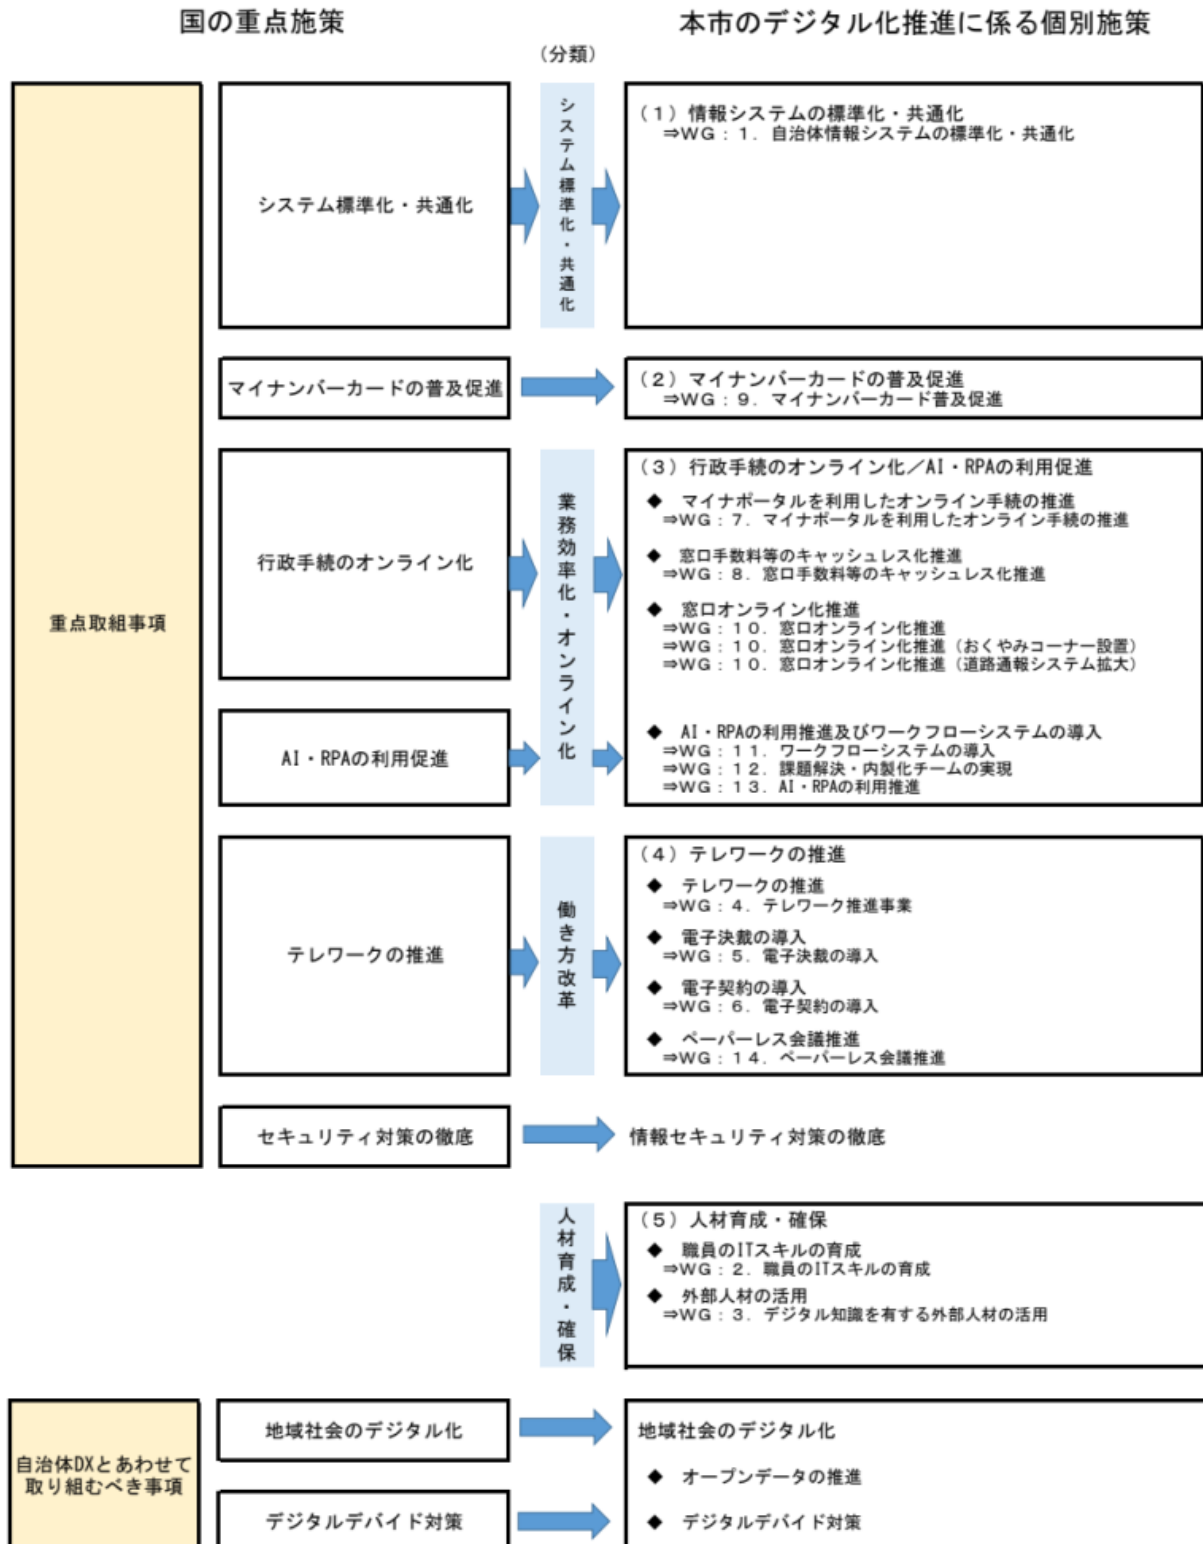 国の重点施策
本市のデジタル化推進に係る個別施策
(分類)
重点取組事項
システム標準化・共通化
システム標準化・共通化
(1)情報システムの標準化・共通化
⇒WG:1.自治体情報システムの標準化・共通化
マイナンバーカードの普及促進
(2)マイナンバーカードの普及促進
⇒WG:9.マイナンバーカード普及促進
行政手続のオンライン化
AI・RPAの利用促進
業務効率化・オンライン化
(3)行政手続のオンライン化/AI・RPAの利用促進
◆ マイナポータルを利用したオンライン手続の推進
⇒WG:7.マイナポータルを利用したオンライン手続の推進
◆ 窓口手数料等のキャッシュレス化推進
⇒WG:8.窓口手数料等のキャッシュレス化推進
◆ 窓口オンライン化推進
⇒WG:10.窓口オンライン化推進
⇒WG:10.窓口オンライン化推進(おくやみコーナー設置)
⇒WG:10.窓口オンライン化推進(道路通報システム拡大)
◆ AI・RPAの利用推進及びワークフローシステムの導入
⇒WG:11.ワークフローシステムの導入
⇒WG:12.課題解決・内製化チームの実現
⇒WG:13.AI・RPAの利用推進
テレワークの推進
働き方改革
(4)テレワークの推進
◆ テレワークの推進
⇒WG:4.テレワーク推進事業
◆ 電子決裁の導入
⇒WG:5.電子決裁の導入
◆ 電子契約の導入
⇒WG:6.電子契約の導入
◆ ペーパーレス会議推進
⇒WG:14.ペーパーレス会議推進
セキュリティ対策の徹底
情報セキュリティ対策の徹底
人材育成・確保
(5)人材育成・確保
◆ 職員のITスキルの育成
⇒WG:2.職員のITスキルの育成
◆ 外部人材の活用
⇒WG:3.デジタル知識を有する外部人材の活用
自治体DXとあわせて
取り組むべき事項
地域社会のデジタル化
デジタルデバイド対策
地域社会のデジタル化
◆ オープンデータの推進
◆ デジタルデバイド対策